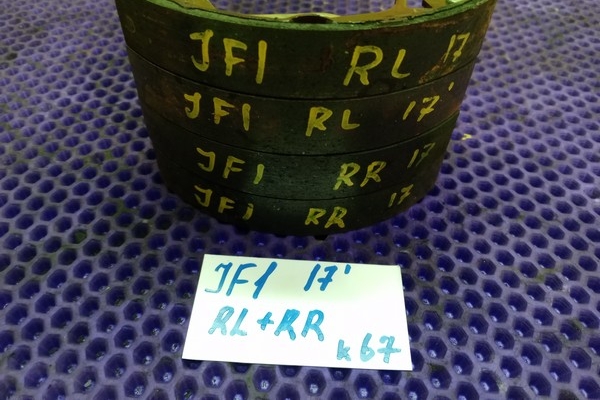 JF1 RL 17
JF1 RL 17'
JF1 RR 17
JF1 RR 17
JF1 17'
RL+RR
k67